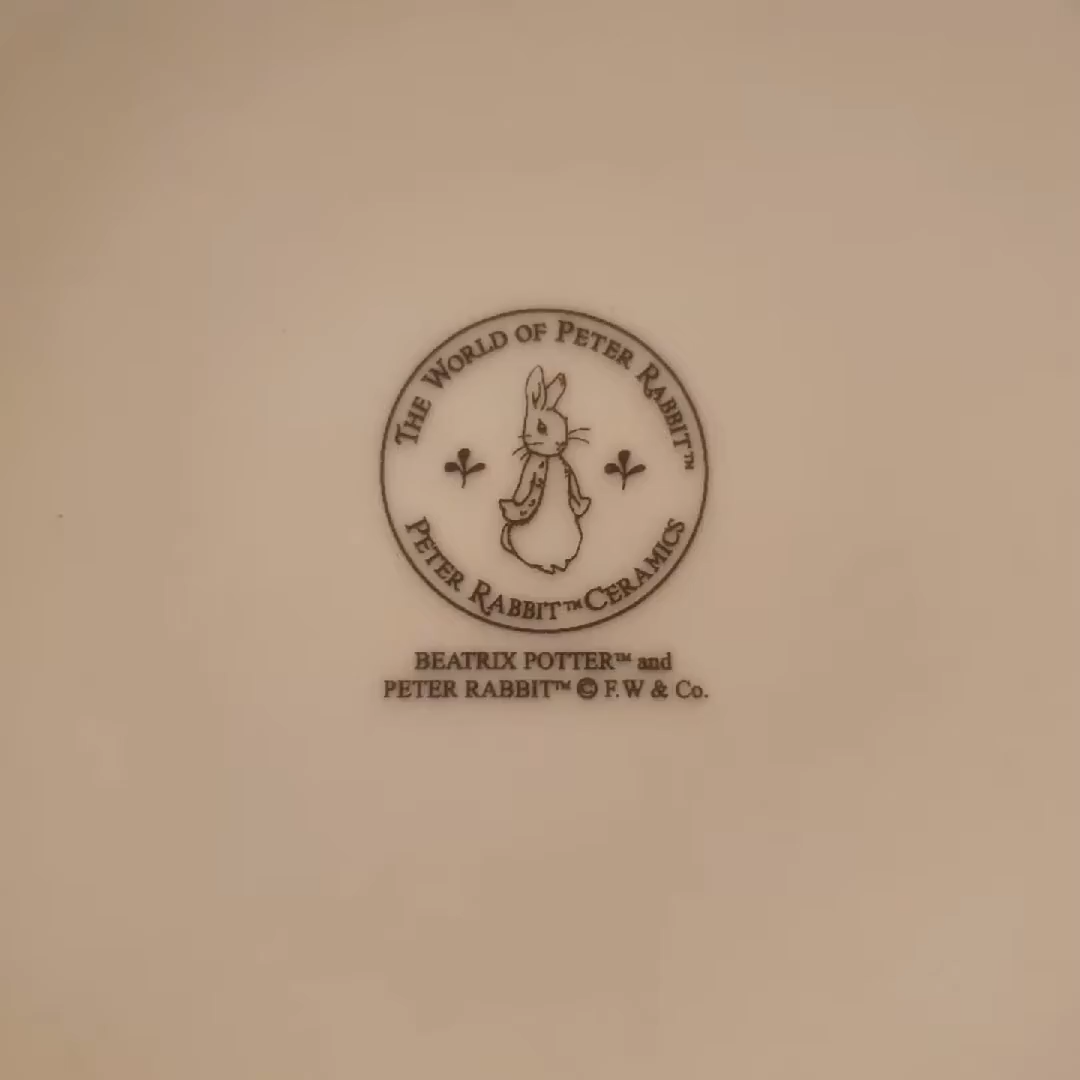 THE WORLD OF PETER RABBIT™
PETER RABBIT™ CERAMICS
BEATRIX POTTER™ and
PETER RABBIT™ © F.W & Co.